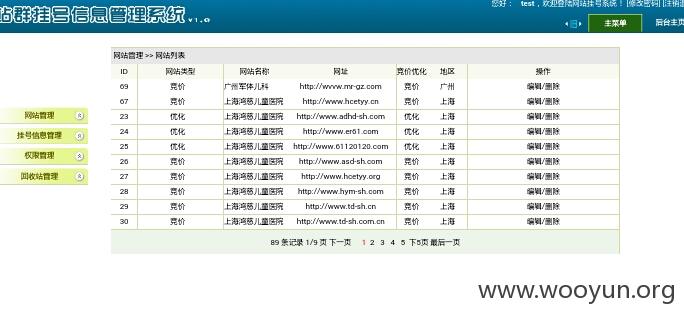 站群挂号信息管理系统 v1.0
您好： test，欢迎登陆网站挂号系统！ [修改密码] [注销退
主菜单 后台主页
网站管理 >> 网站列表
ID 网站类型 网站名称 网址 竞价优化 地区 操作
69 竞价 广州军体儿科 http://www.mr-gz.com 竞价 广州 编辑/删除
67 竞价 上海鸿慈儿童医院 http://www.hcetyy.cn 竞价 上海 编辑/删除
23 优化 上海鸿慈儿童医院 http://www.adhd-sh.com 优化 上海 编辑/删除
24 优化 上海鸿慈儿童医院 http://www.er61.com 优化 上海 编辑/删除
25 优化 上海鸿慈儿童医院 http://www.61120120.com 优化 上海 编辑/删除
26 竞价 上海鸿慈儿童医院 http://www.asd-sh.com 竞价 上海 编辑/删除
27 竞价 上海鸿慈儿童医院 http://www.hcetyy.org 竞价 上海 编辑/删除
28 竞价 上海鸿慈儿童医院 http://www.hym-sh.com 竞价 上海 编辑/删除
29 竞价 上海鸿慈儿童医院 http://www.td-sh.cn 竞价 上海 编辑/删除
30 竞价 上海鸿慈儿童医院 http://www.td-sh.com.cn 竞价 上海 编辑/删除
89 条记录 1/9 页 下一页 1 2 3 4 5 下5页 最后一页
网站管理
挂号信息管理
权限管理
回收站管理
www.wooyun.org